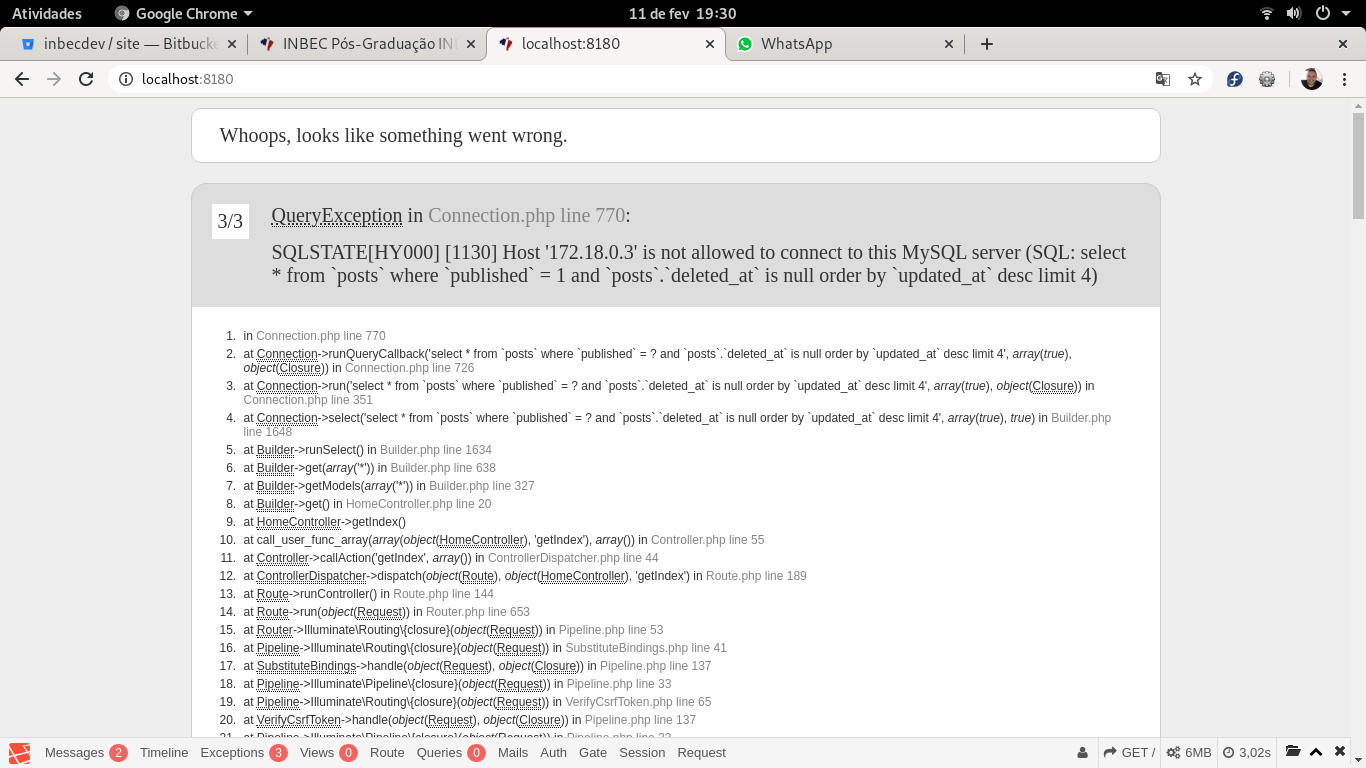 Atividades
Google Chrome
11 de fev 19:30
inbecdev / site — Bitbucke
INBEC Pós-Graduação IN
localhost:8180
WhatsApp
localhost:8180
Whoops, looks like something went wrong.
3/3
QueryException in Connection.php line 770:
SQLSTATE[HY000] [1130] Host '172.18.0.3' is not allowed to connect to this MySQL server (SQL: select
* from `posts` where `published` = 1 and `posts`.`deleted_at` is null order by `updated_at` desc limit 4)
1. in Connection.php line 770
2. at Connection->runQueryCallback('select * from `posts` where `published` = ? and `posts`.`deleted_at` is null order by `updated_at` desc limit 4', array(true),
object(Closure)) in Connection.php line 726
3. at Connection->run('select * from `posts` where `published` = ? and `posts`.`deleted_at` is null order by `updated_at` desc limit 4', array(true), object(Closure)) in
Connection.php line 351
4. at Connection->select('select * from `posts` where `published` = ? and `posts`.`deleted_at` is null order by `updated_at` desc limit 4', array(true), true) in Builder.php
line 1648
5. at Builder->runSelect() in Builder.php line 1634
6. at Builder->get(array('*')) in Builder.php line 638
7. at Builder->getModels(array('*')) in Builder.php line 327
8. at Builder->get() in HomeController.php line 20
9. at HomeController->getIndex()
10. at call_user_func_array(array(object(HomeController), 'getIndex'), array()) in Controller.php line 55
11. at Controller->callAction('getIndex', array()) in ControllerDispatcher.php line 44
12. at ControllerDispatcher->dispatch(object(Route), object(HomeController), 'getIndex') in Route.php line 189
13. at Route->runController() in Route.php line 144
14. at Route->run(object(Request)) in Router.php line 653
15. at Router->Illuminate\Routing\{closure}(object(Request)) in Pipeline.php line 53
16. at Pipeline->Illuminate\Routing\{closure}(object(Request)) in SubstituteBindings.php line 41
17. at SubstituteBindings->handle(object(Request), object(Closure)) in Pipeline.php line 137
18. at Pipeline->Illuminate\Pipeline\{closure}(object(Request)) in Pipeline.php line 33
19. at Pipeline->Illuminate\Routing\{closure}(object(Request)) in VerifyCsrfToken.php line 65
20. at VerifyCsrfToken->handle(object(Request), object(Closure)) in Pipeline.php line 137
21. at Pipeline->Illuminate\Pipeline\{closure}(object(Request)) in Pipeline.php line 33
Messages 2 Timeline Exceptions 3 Views 0 Route Queries 0 Mails Auth Gate Session Request GET / 6MB 3,02s